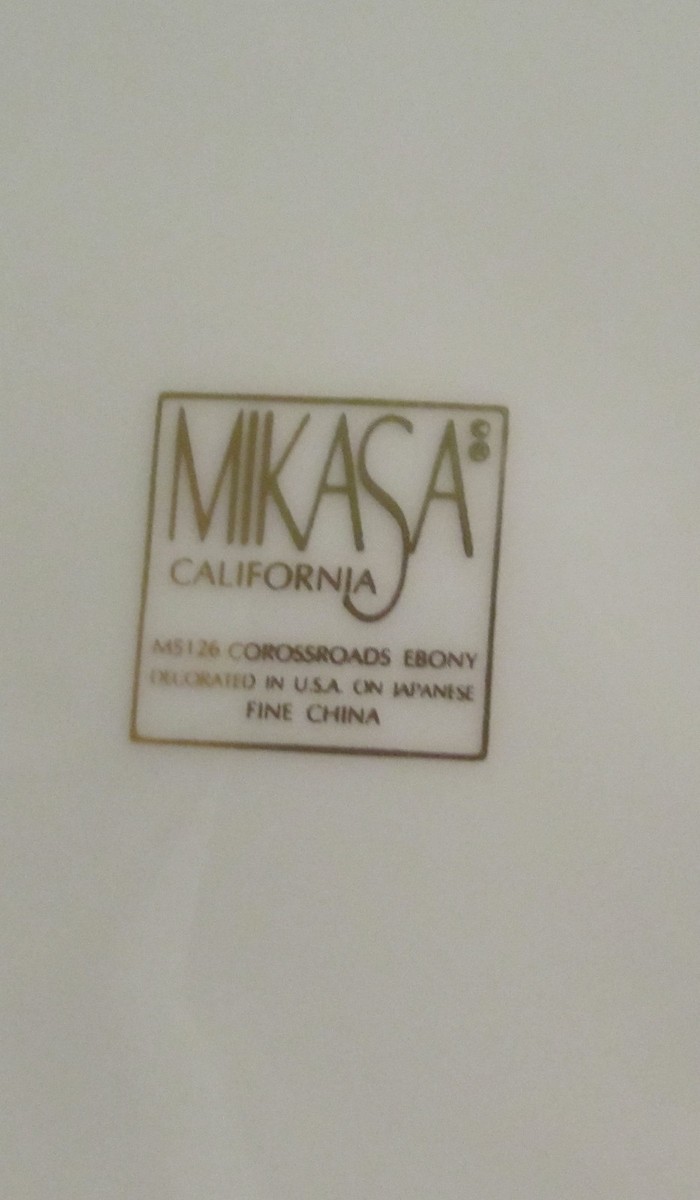 MIKASA © ®
CALIFORNIA
M5126 COROSSROADS EBONY
DECORATED IN U.S.A. ON JAPANESE
FINE CHINA